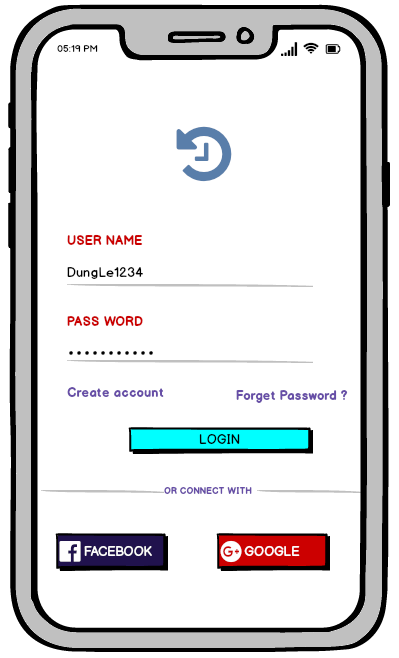 05:19 PM
USER NAME
DungLe1234
PASS WORD
Create account
Forget Password ?
LOGIN
OR CONNECT WITH
f FACEBOOK
G+ GOOGLE